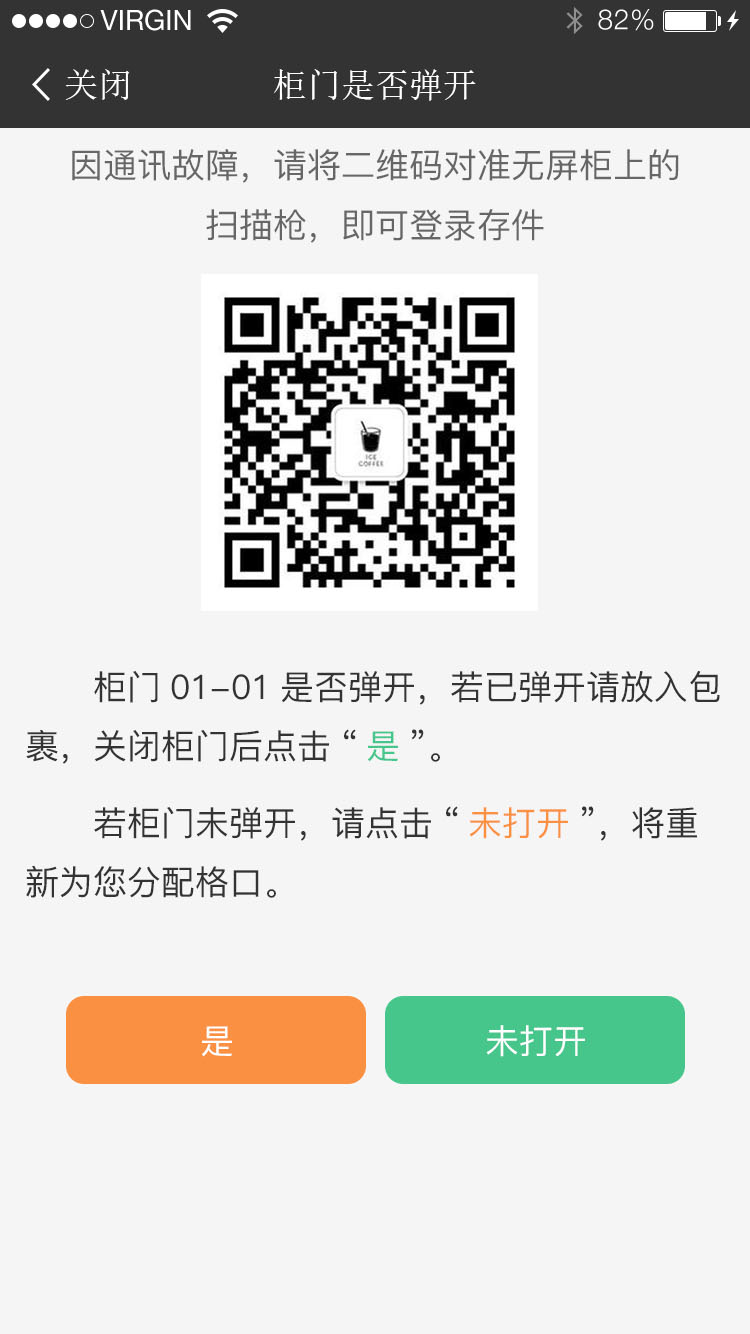 VIRGIN 82%
关闭 柜门是否弹开
因通讯故障，请将二维码对准无屏柜上的
扫描枪，即可登录存件
ICE
COFFEE
柜门 01-01 是否弹开，若已弹开请放入包
裹，关闭柜门后点击 “ 是 ”。
若柜门未弹开，请点击 “ 未打开 ”，将重
新为您分配格口。
是 未打开